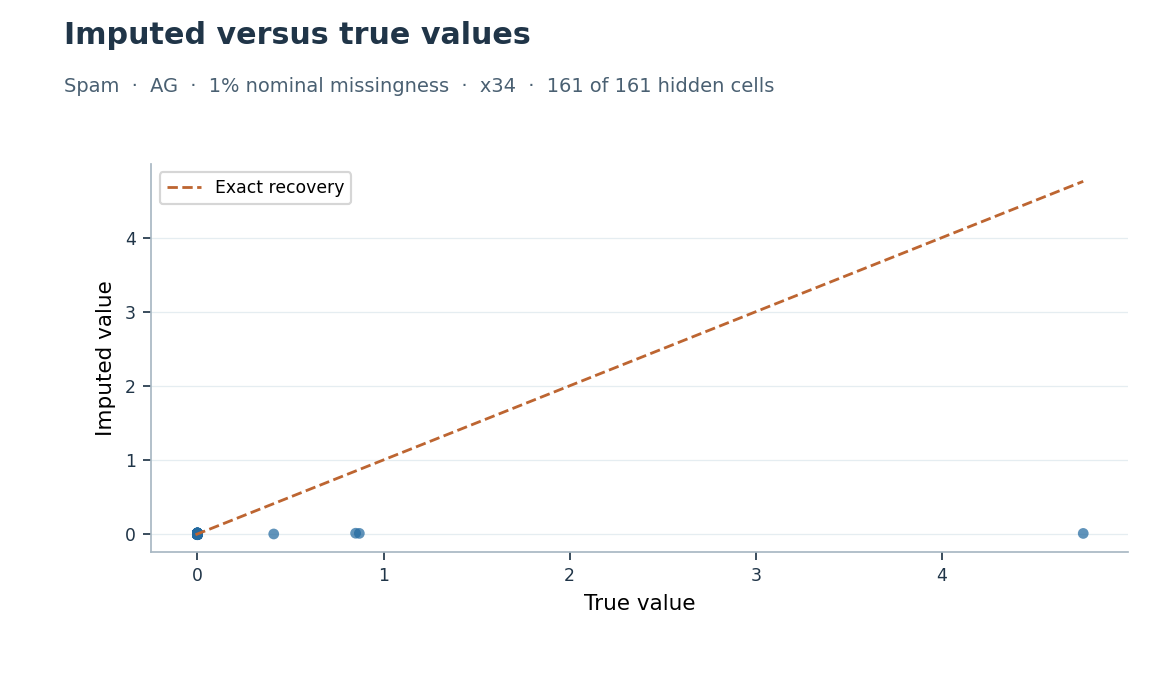 Imputed versus true values
Spam · AG · 1% nominal missingness · x34 · 161 of 161 hidden cells
Exact recovery
4
3
2
1
0
Imputed value
0 1 2 3 4
True value